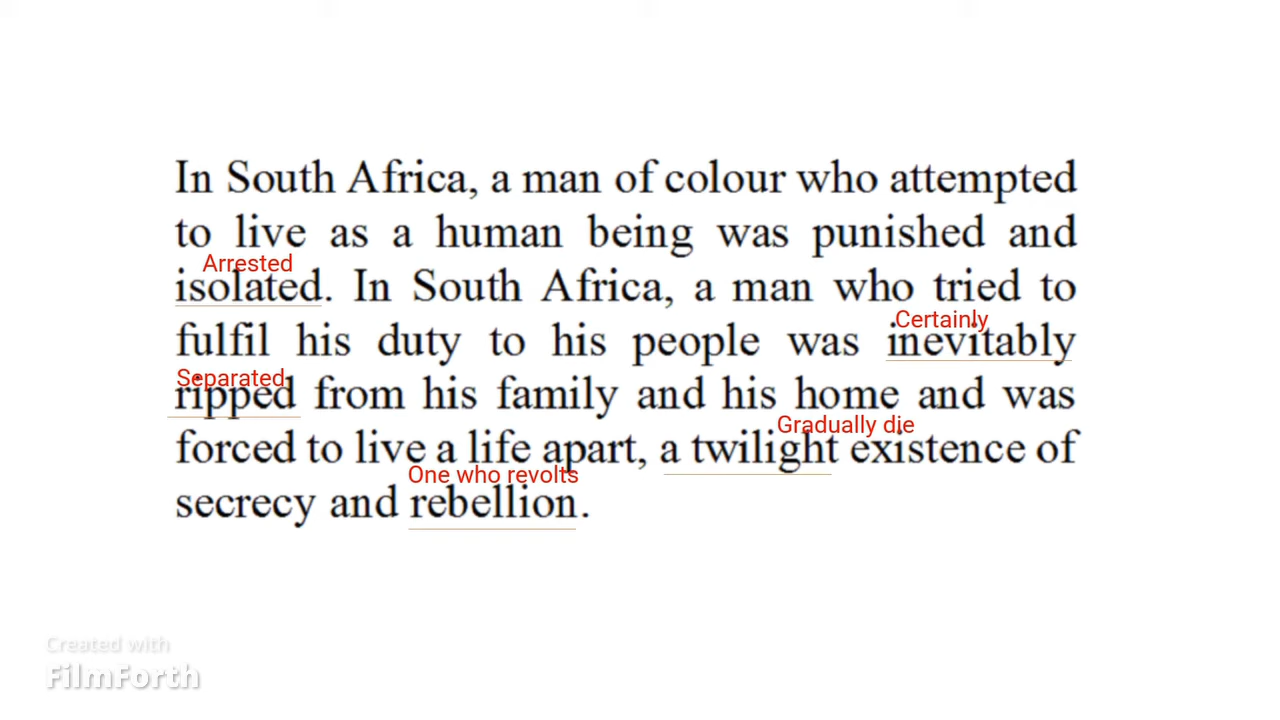 In South Africa, a man of colour who attempted
to live as a human being was punished and
Arrested
isolated. In South Africa, a man who tried to
Certainly
fulfil his duty to his people was inevitably
Separated
ripped from his family and his home and was
Gradually die
forced to live a life apart, a twilight existence of
One who revolts
secrecy and rebellion.
Created with
FilmForth